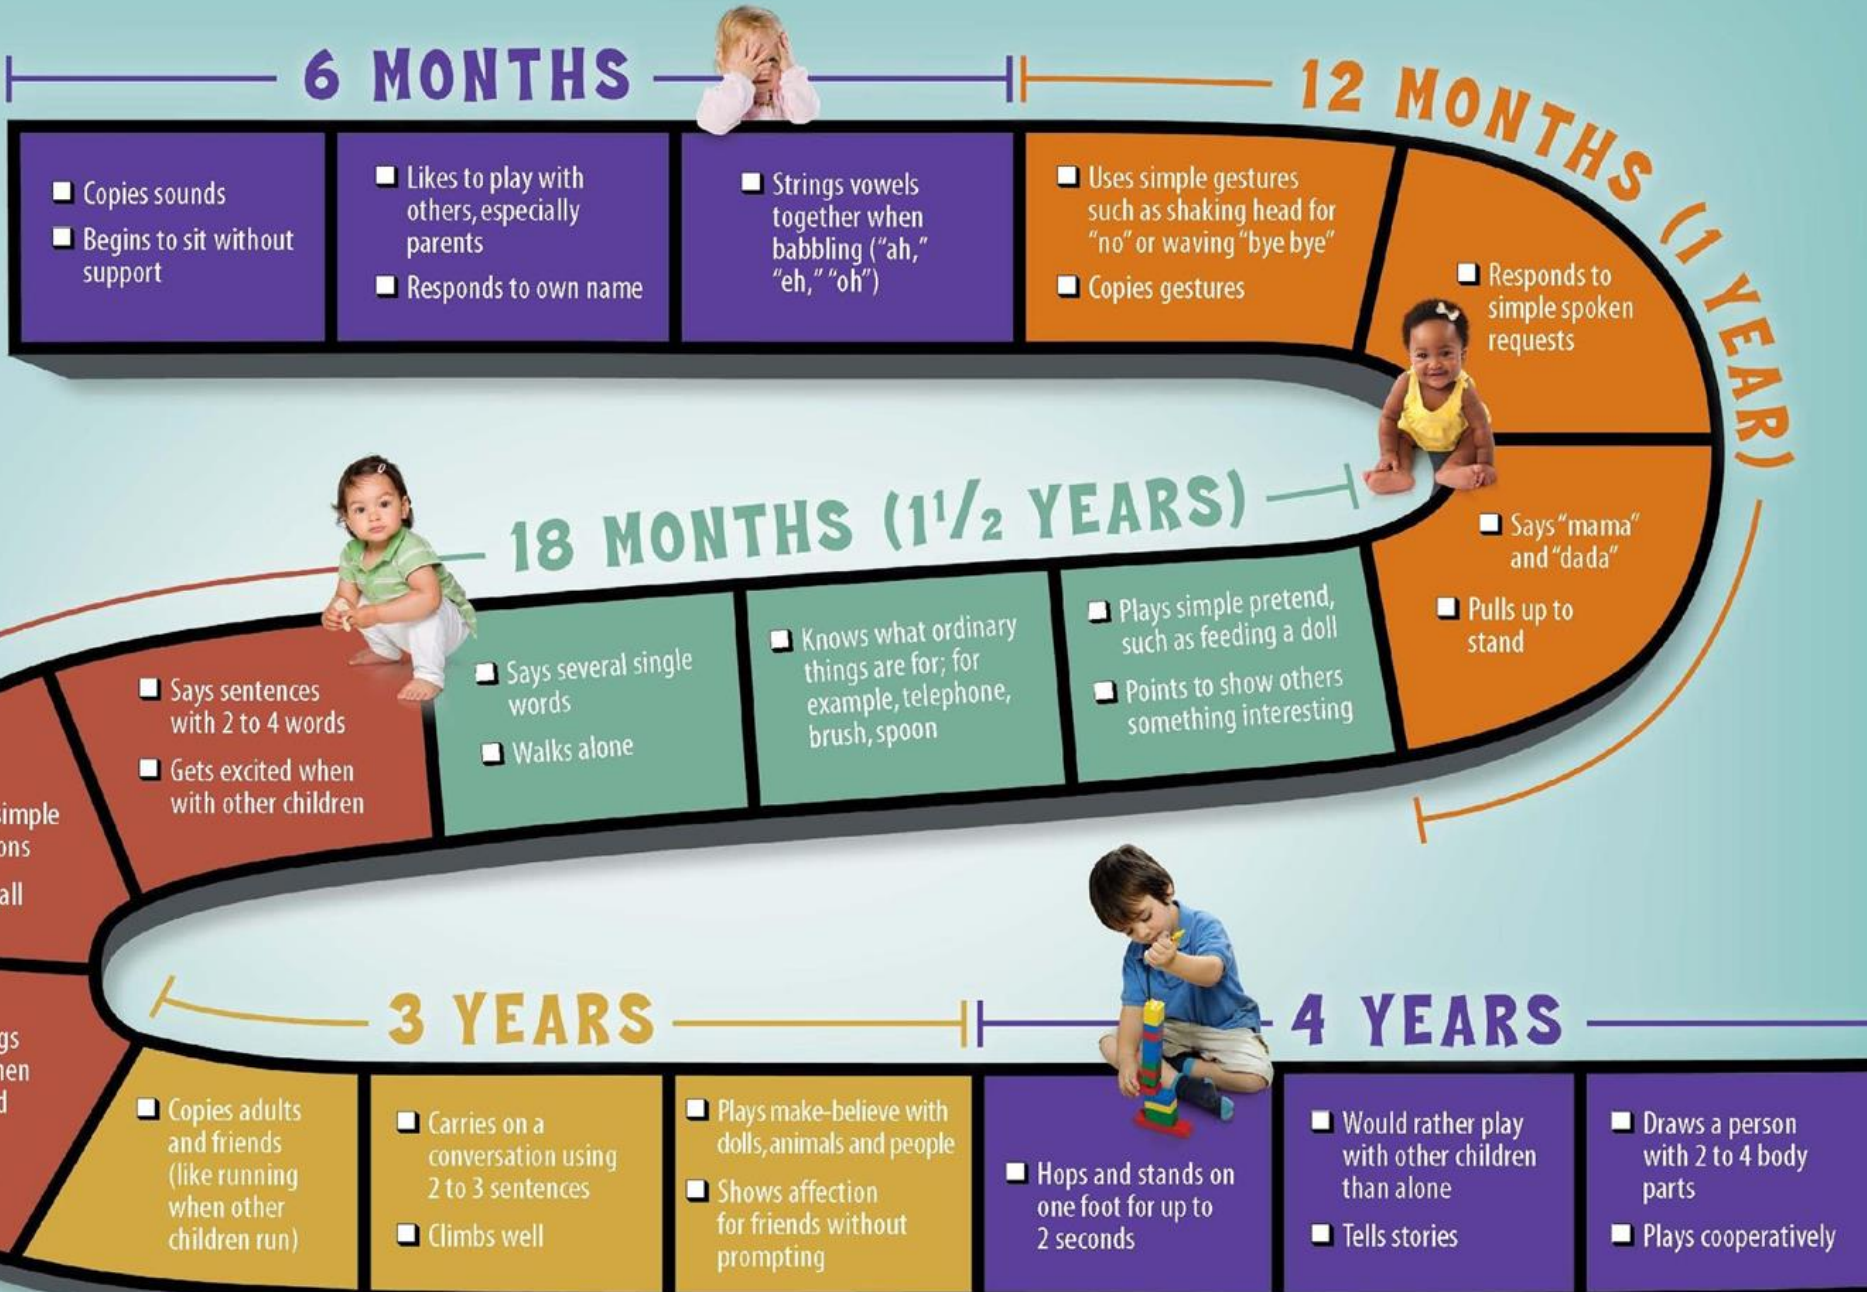 6 MONTHS
Copies sounds
Begins to sit without
support
Likes to play with
others, especially
parents
Responds to own name
Strings vowels
together when
babbling ("ah,"
"eh," "oh")
12 MONTHS (1 YEAR)
Uses simple gestures
such as shaking head for
"no" or waving "bye bye"
Copies gestures
Responds to
simple spoken
requests
Says "mama"
and "dada"
Pulls up to
stand
18 MONTHS (1 1/2 YEARS)
Plays simple pretend,
such as feeding a doll
Points to show others
something interesting
Knows what ordinary
things are for; for
example, telephone,
brush, spoon
Says several single
words
Walks alone
Says sentences
with 2 to 4 words
Gets excited when
with other children
simple
ons
all
gs
hen
d
3 YEARS
Copies adults
and friends
(like running
when other
children run)
Carries on a
conversation using
2 to 3 sentences
Climbs well
Plays make-believe with
dolls, animals and people
Shows affection
for friends without
prompting
4 YEARS
Hops and stands on
one foot for up to
2 seconds
Would rather play
with other children
than alone
Tells stories
Draws a person
with 2 to 4 body
parts
Plays cooperatively